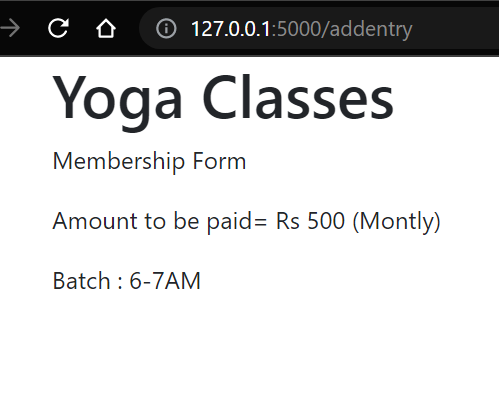 127.0.0.1:5000/addentry
Yoga Classes
Membership Form
Amount to be paid= Rs 500 (Montly)
Batch : 6-7AM